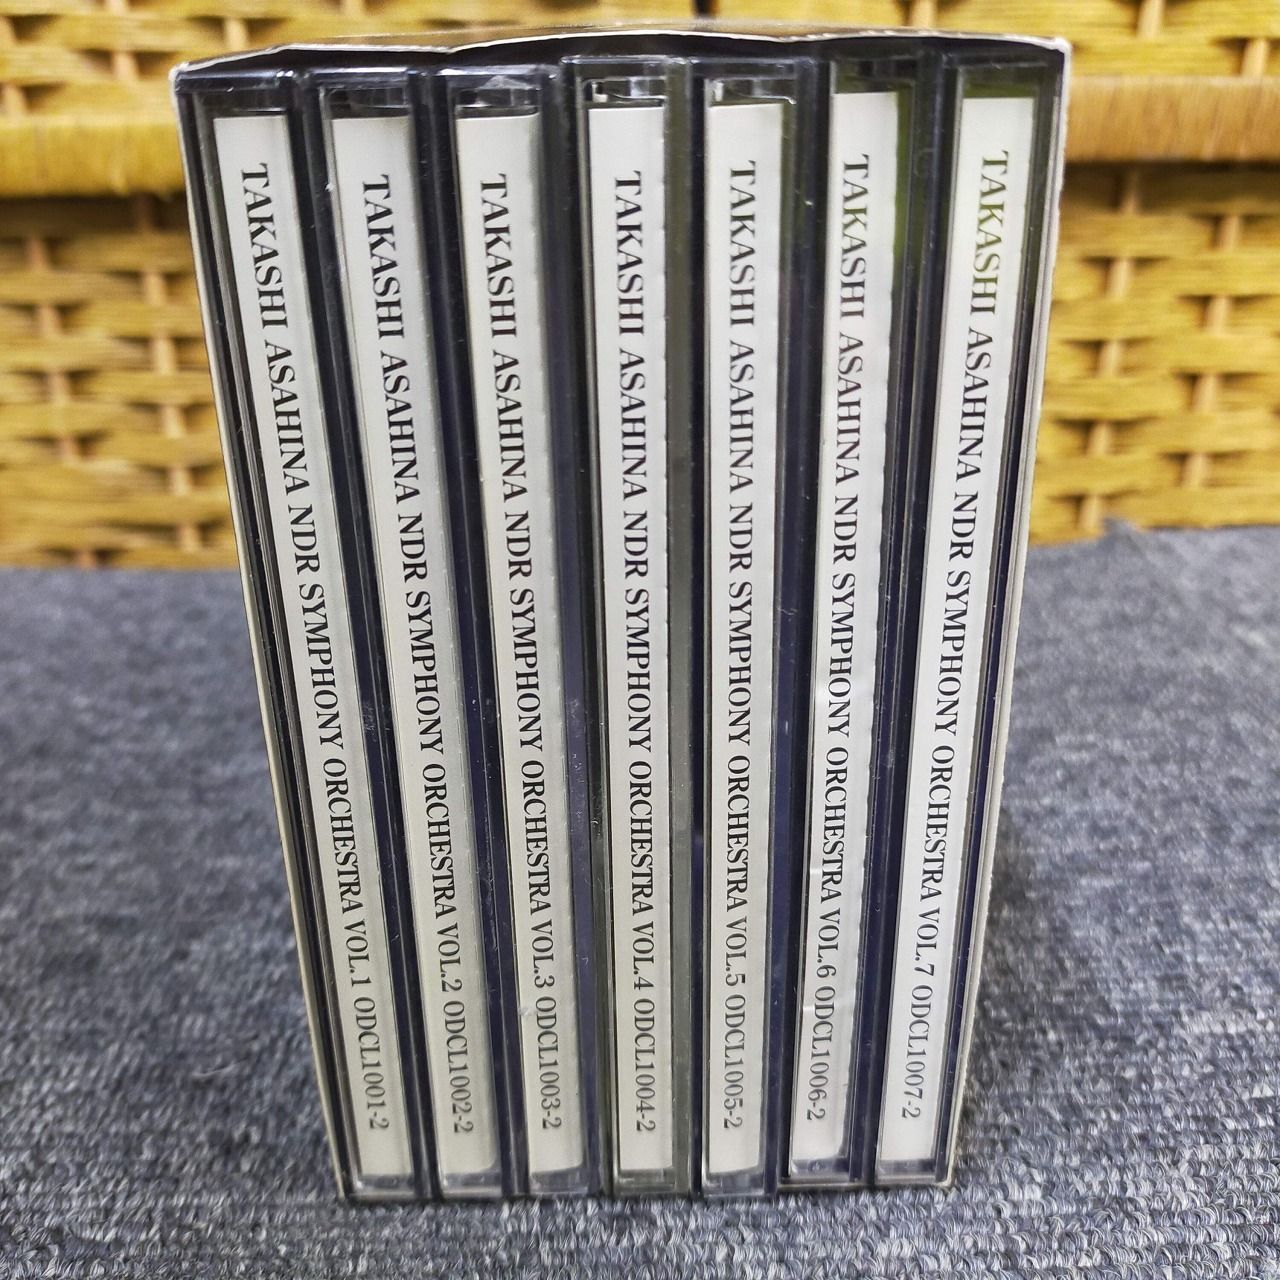 TAKASHI ASAHINA NDR SYMPHONY ORCHESTRA VOL.1 ODCL1001-2
TAKASHI ASAHINA NDR SYMPHONY ORCHESTRA VOL.2 ODCL1002-2
TAKASHI ASAHINA NDR SYMPHONY ORCHESTRA VOL.3 ODCL1003-2
TAKASHI ASAHINA NDR SYMPHONY ORCHESTRA VOL.4 ODCL1004-2
TAKASHI ASAHINA NDR SYMPHONY ORCHESTRA VOL.5 ODCL1005-2
TAKASHI ASAHINA NDR SYMPHONY ORCHESTRA VOL.6 ODCL1006-2
TAKASHI ASAHINA NDR SYMPHONY ORCHESTRA VOL.7 ODCL1007-2